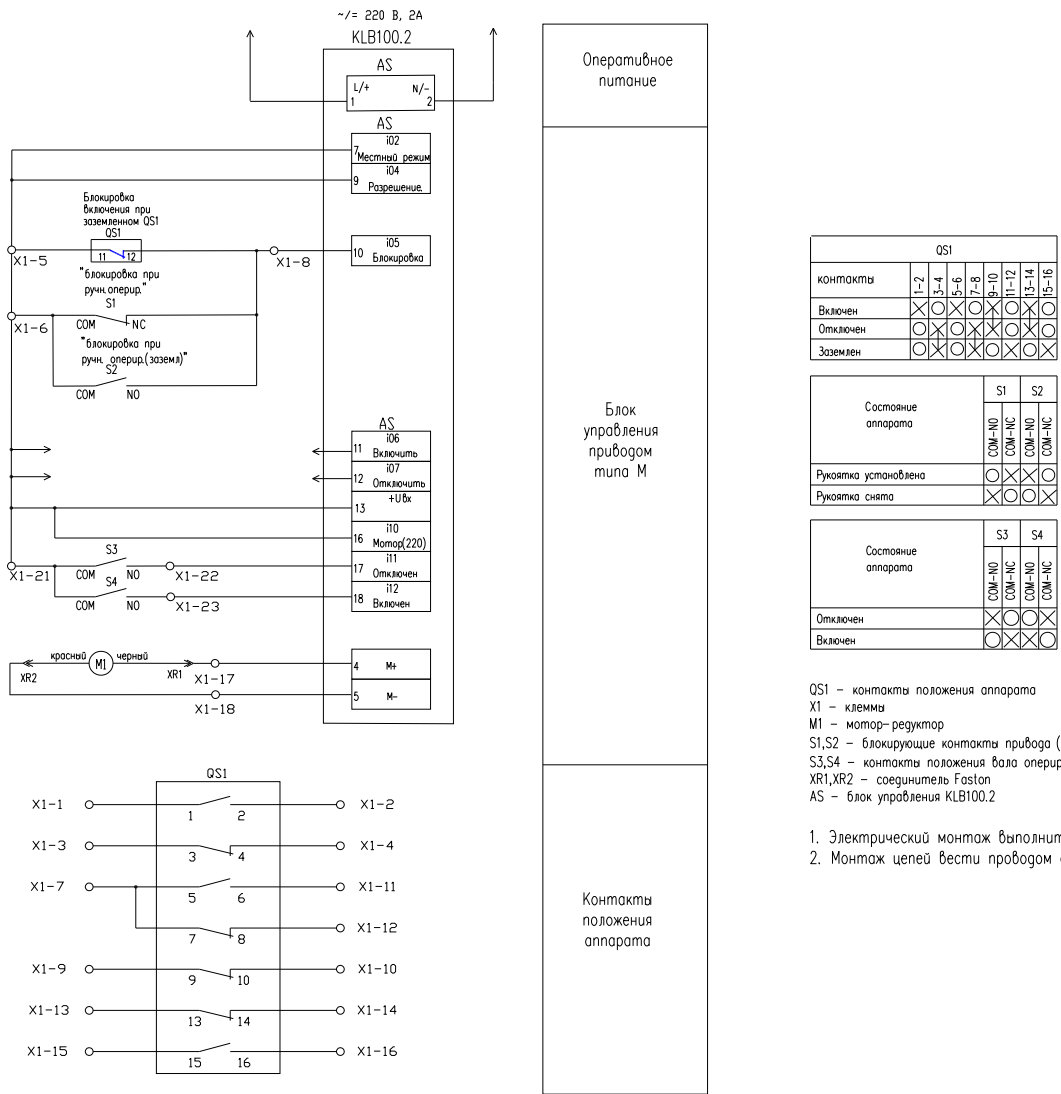 ~/= 220 В, 2А
KLB100.2
AS
L/+ N/-
1 2
AS
i02
7 Местный режим
i04
9 Разрешение.
Блокировка
включения при
заземленном QS1
QS1
11 12
X1-5
X1-8
i05
10 Блокировка
"блокировка при
ручн.оперир."
S1
X1-6
COM NC
"блокировка при
ручн. оперир.(заземл)"
S2
COM NO
AS
i06
11 Включить
i07
12 Отключить
+Uвх
13
i10
16 Мотор(220)
S3
X1-21
COM NO
X1-22
i11
17 Отключен
S4
COM NO
X1-23
i12
18 Включен
красный M1 черный
XR2
XR1
X1-17
4 М+
X1-18
5 М-
QS1
X1-1 1 2 X1-2
X1-3 3 4 X1-4
X1-7 5 6 X1-11
7 8 X1-12
X1-9 9 10 X1-10
X1-13 13 14 X1-14
X1-15 15 16 X1-16
Оперативное
питание
Блок
управления
приводом
типа М
Контакты
положения
аппарата
QS1
контакты 1-2 3-4 5-6 7-8 9-10 11-12 13-14 15-16
Включен
Отключен
Заземлен
Состояние
аппарата
S1 S2
COM-NO COM-NC COM-NO COM-NC
Рукоятка установлена
Рукоятка снята
Состояние
аппарата
S3 S4
COM-NO COM-NC COM-NO COM-NC
Отключен
Включен
QS1 - контакты положения аппарата
X1 - клеммы
M1 - мотор-редуктор
S1,S2 - блокирующие контакты привода (
S3,S4 - контакты положения вала оперир
XR1,XR2 - соединитель Faston
AS - блок управления KLB100.2
1. Электрический монтаж выполнит
2. Монтаж цепей вести проводом